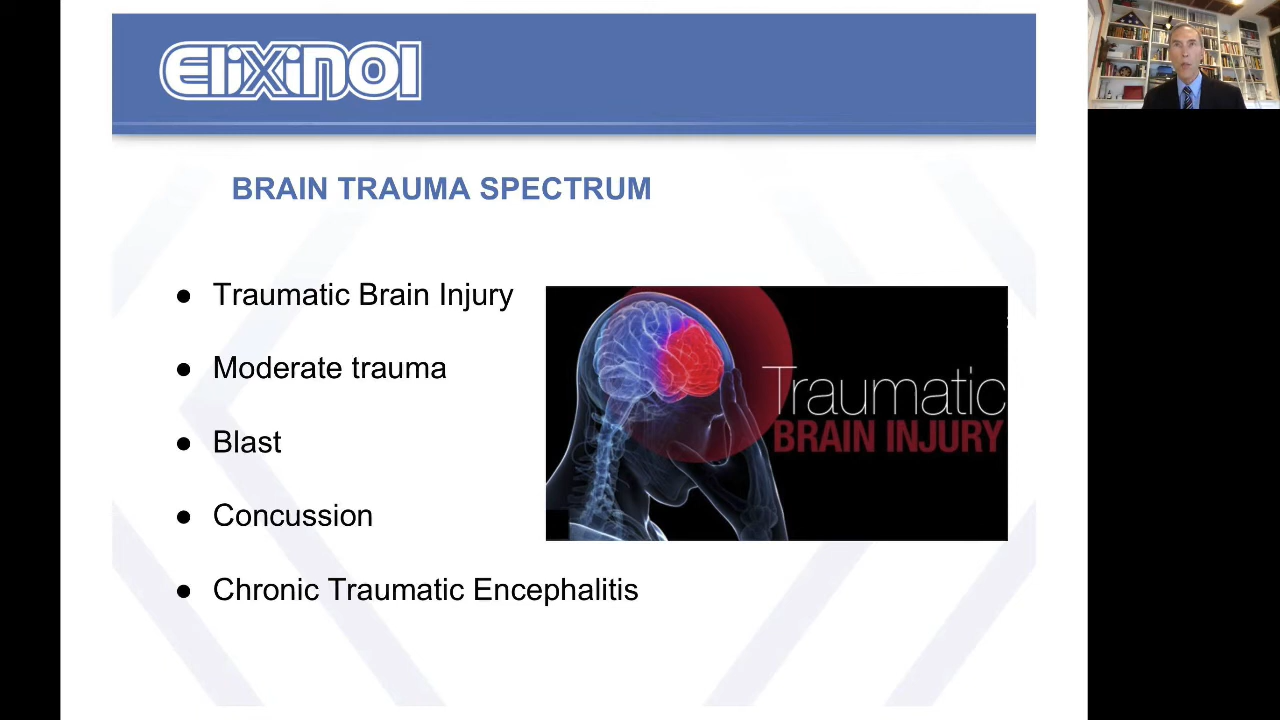 Elixinol
BRAIN TRAUMA SPECTRUM
● Traumatic Brain Injury
● Moderate trauma
● Blast
● Concussion
● Chronic Traumatic Encephalitis
Traumatic
BRAIN INJURY